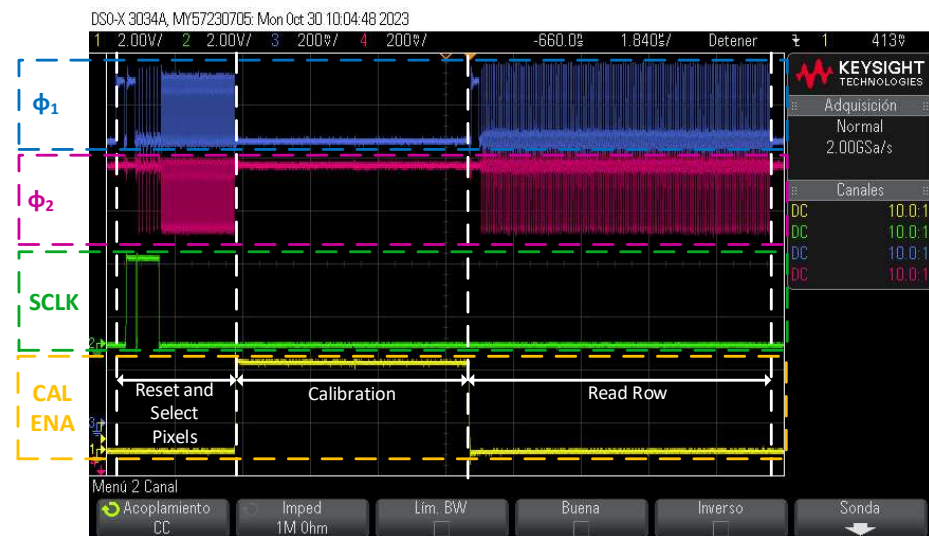 DSO-X 3034A, MY57230705: Mon Oct 30 10:04:48 2023
1 2.00V/ 2 2.00V/ 3 200mV/ 4 200mV/ -660.0ms 1.840ms/ Detener 1 413mV
KEYSIGHT
TECHNOLOGIES
Adquisición
Normal
2.00GSa/s
Canales
DC 10.0:1
DC 10.0:1
DC 10.0:1
DC 10.0:1
ϕ₁
ϕ₂
SCLK
CAL
ENA
Reset and
Select
Pixels
Calibration
Read Row
Menú 2 Canal
Acoplamiento
CC
Imped
1M Ohm
Lím. BW
Buena
Inverso
Sonda